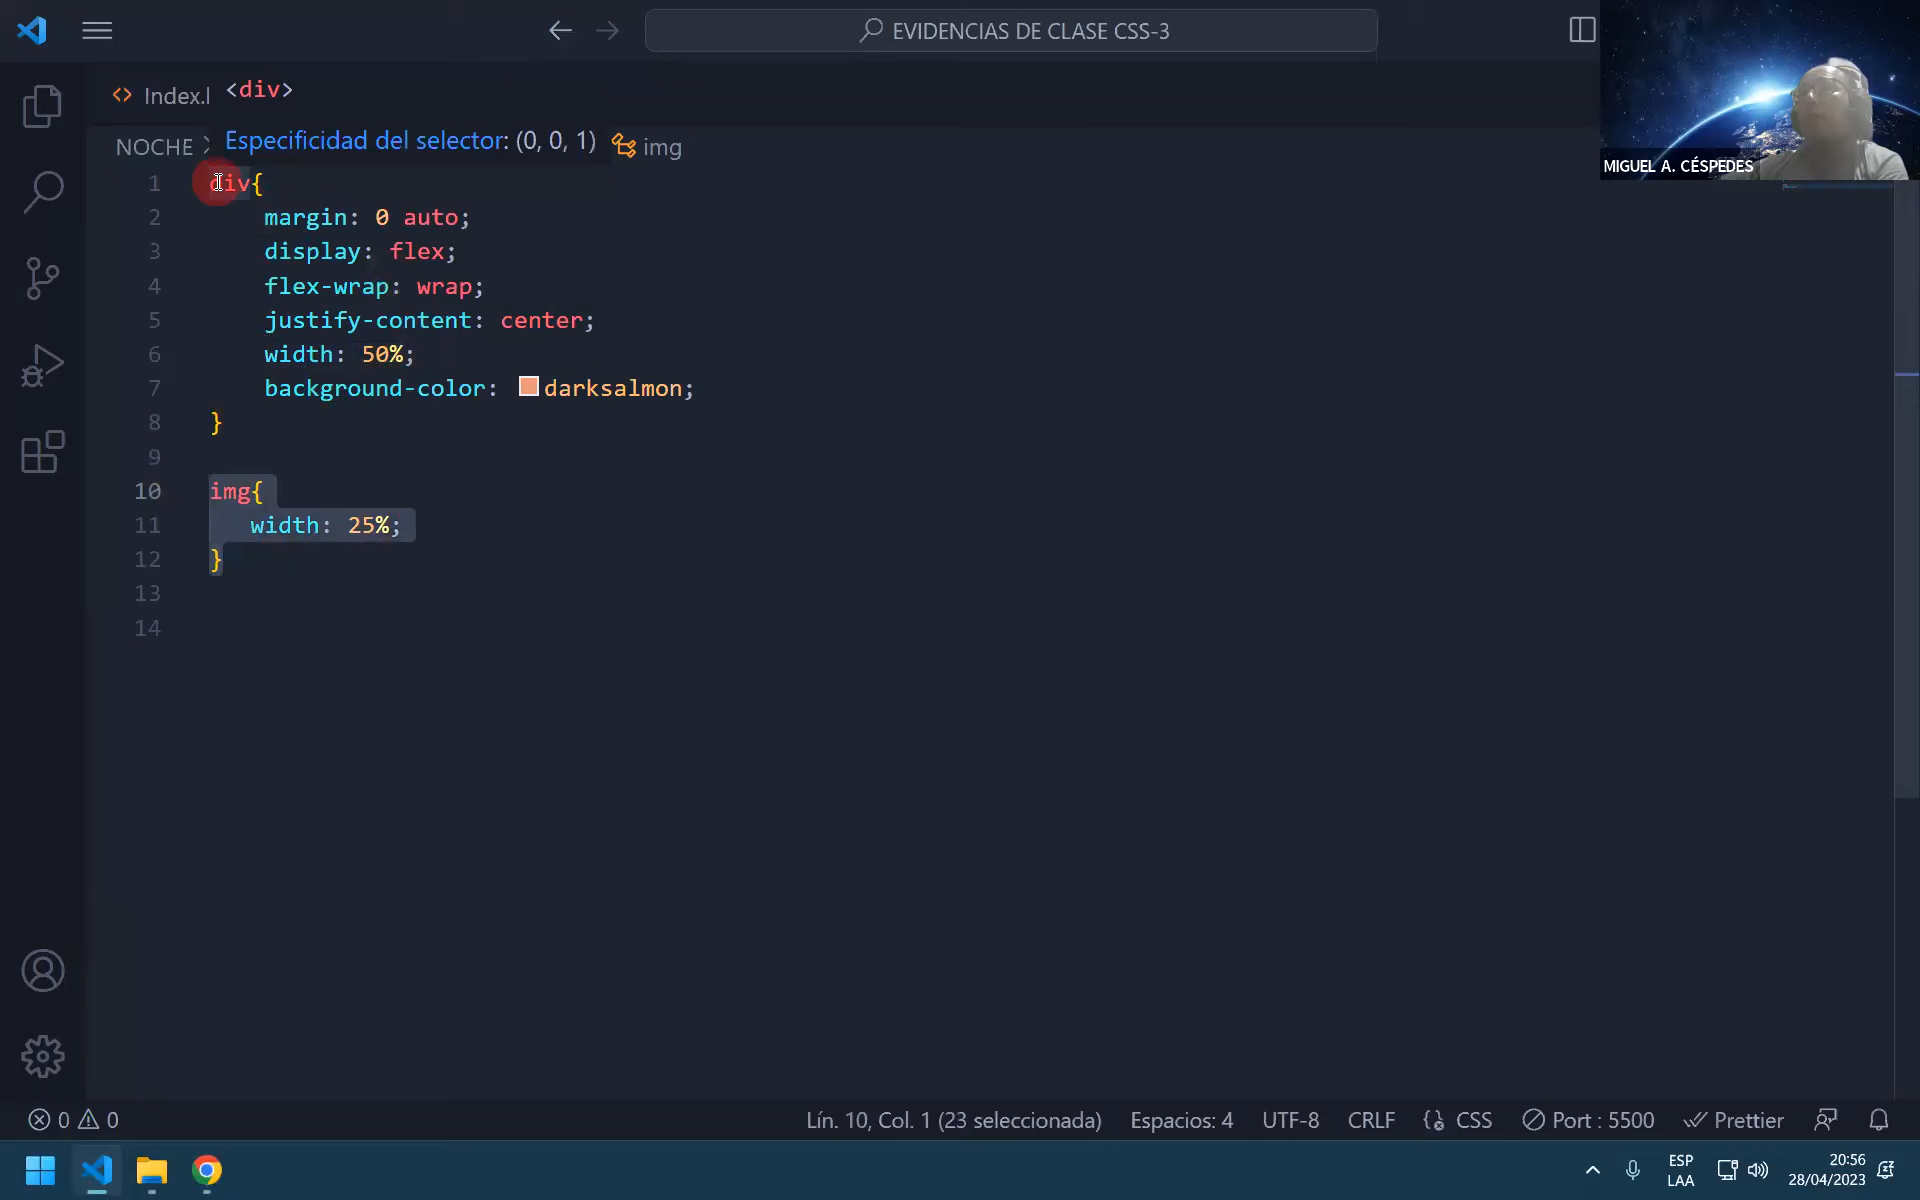 EVIDENCIAS DE CLASE CSS-3
MIGUEL A. CÉSPEDES
Index.
<div>
NOCHE >
Especificidad del selector: (0, 0, 1)
img
1 div{
2 margin: 0 auto;
3 display: flex;
4 flex-wrap: wrap;
5 justify-content: center;
6 width: 50%;
7 background-color: darksalmon;
8 }
9
10 img{
11 width: 25%;
12 }
13
14
0 0 Lín. 10, Col. 1 (23 seleccionada) Espacios: 4 UTF-8 CRLF {} CSS Port : 5500 Prettier
ESP
LAA
20:56
28/04/2023